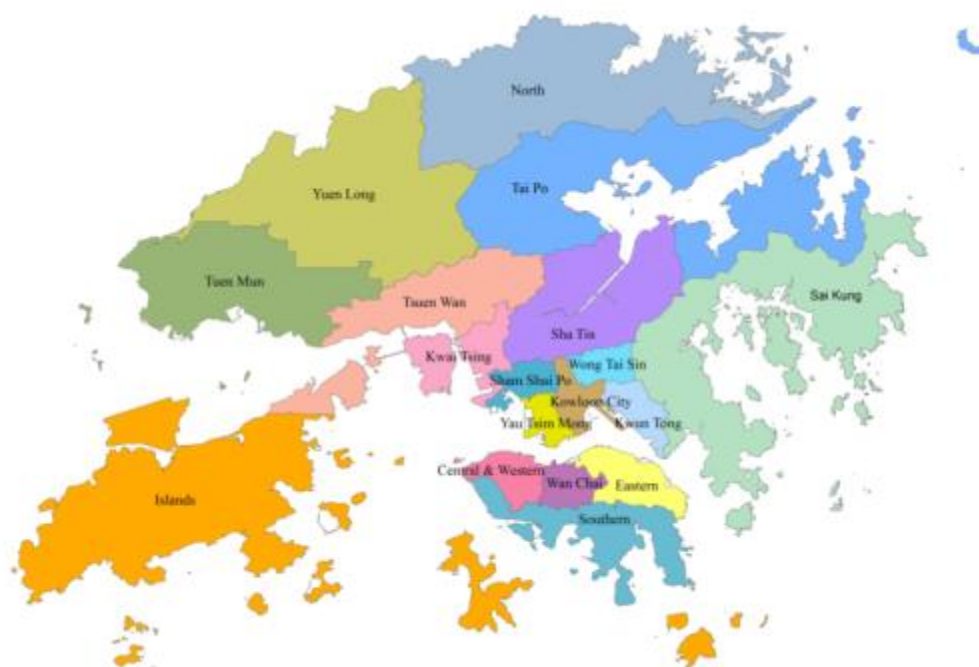 North
Tai Po
Yuen Long
Tuen Mun
Tsuen Wan
Sai Kung
Sha Tin
Kwai Tsing
Wong Tai Sin
Sham Shui Po
Kowloon City
Yau Tsim Mong
Kwun Tong
Central & Western
Wan Chai
Eastern
Islands
Southern